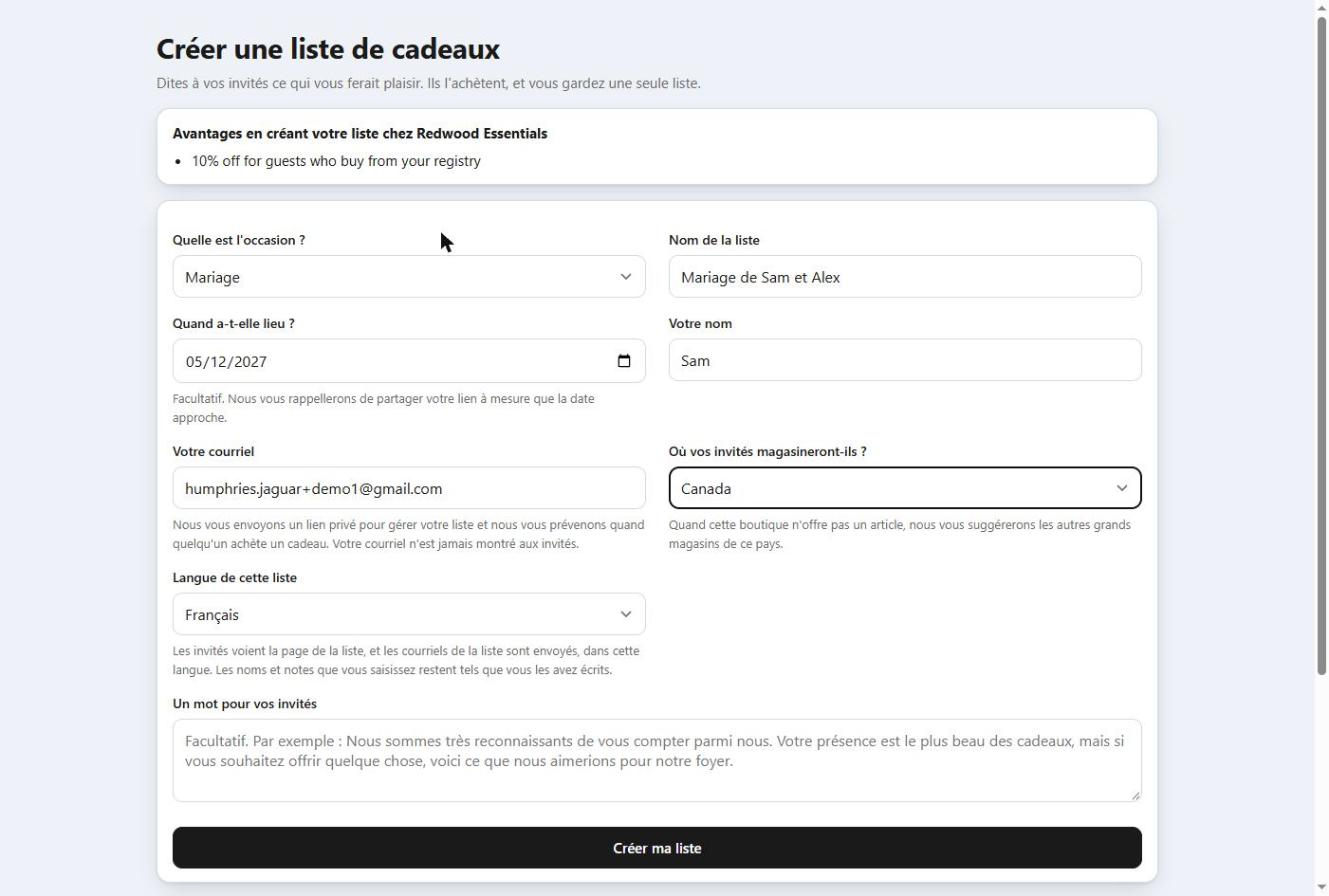 Créer une liste de cadeaux
Dites à vos invités ce qui vous ferait plaisir. Ils l'achètent, et vous gardez une seule liste.
Avantages en créant votre liste chez Redwood Essentials
• 10% off for guests who buy from your registry
Quelle est l'occasion ?
Mariage
Nom de la liste
Mariage de Sam et Alex
Quand a-t-elle lieu ?
05/12/2027
Facultatif. Nous vous rappellerons de partager votre lien à mesure que la date
approche.
Votre nom
Sam
Votre courriel
humphries.jaguar+demo1@gmail.com
Nous vous envoyons un lien privé pour gérer votre liste et nous vous prévenons quand
quelqu'un achète un cadeau. Votre courriel n'est jamais montré aux invités.
Où vos invités magasineront-ils ?
Canada
Quand cette boutique n'offre pas un article, nous vous suggérerons les autres grands
magasins de ce pays.
Langue de cette liste
Français
Les invités voient la page de la liste, et les courriels de la liste sont envoyés, dans cette
langue. Les noms et notes que vous saisissez restent tels que vous les avez écrits.
Un mot pour vos invités
Facultatif. Par exemple : Nous sommes très reconnaissants de vous compter parmi nous. Votre présence est le plus beau des cadeaux, mais si
vous souhaitez offrir quelque chose, voici ce que nous aimerions pour notre foyer.
Créer ma liste